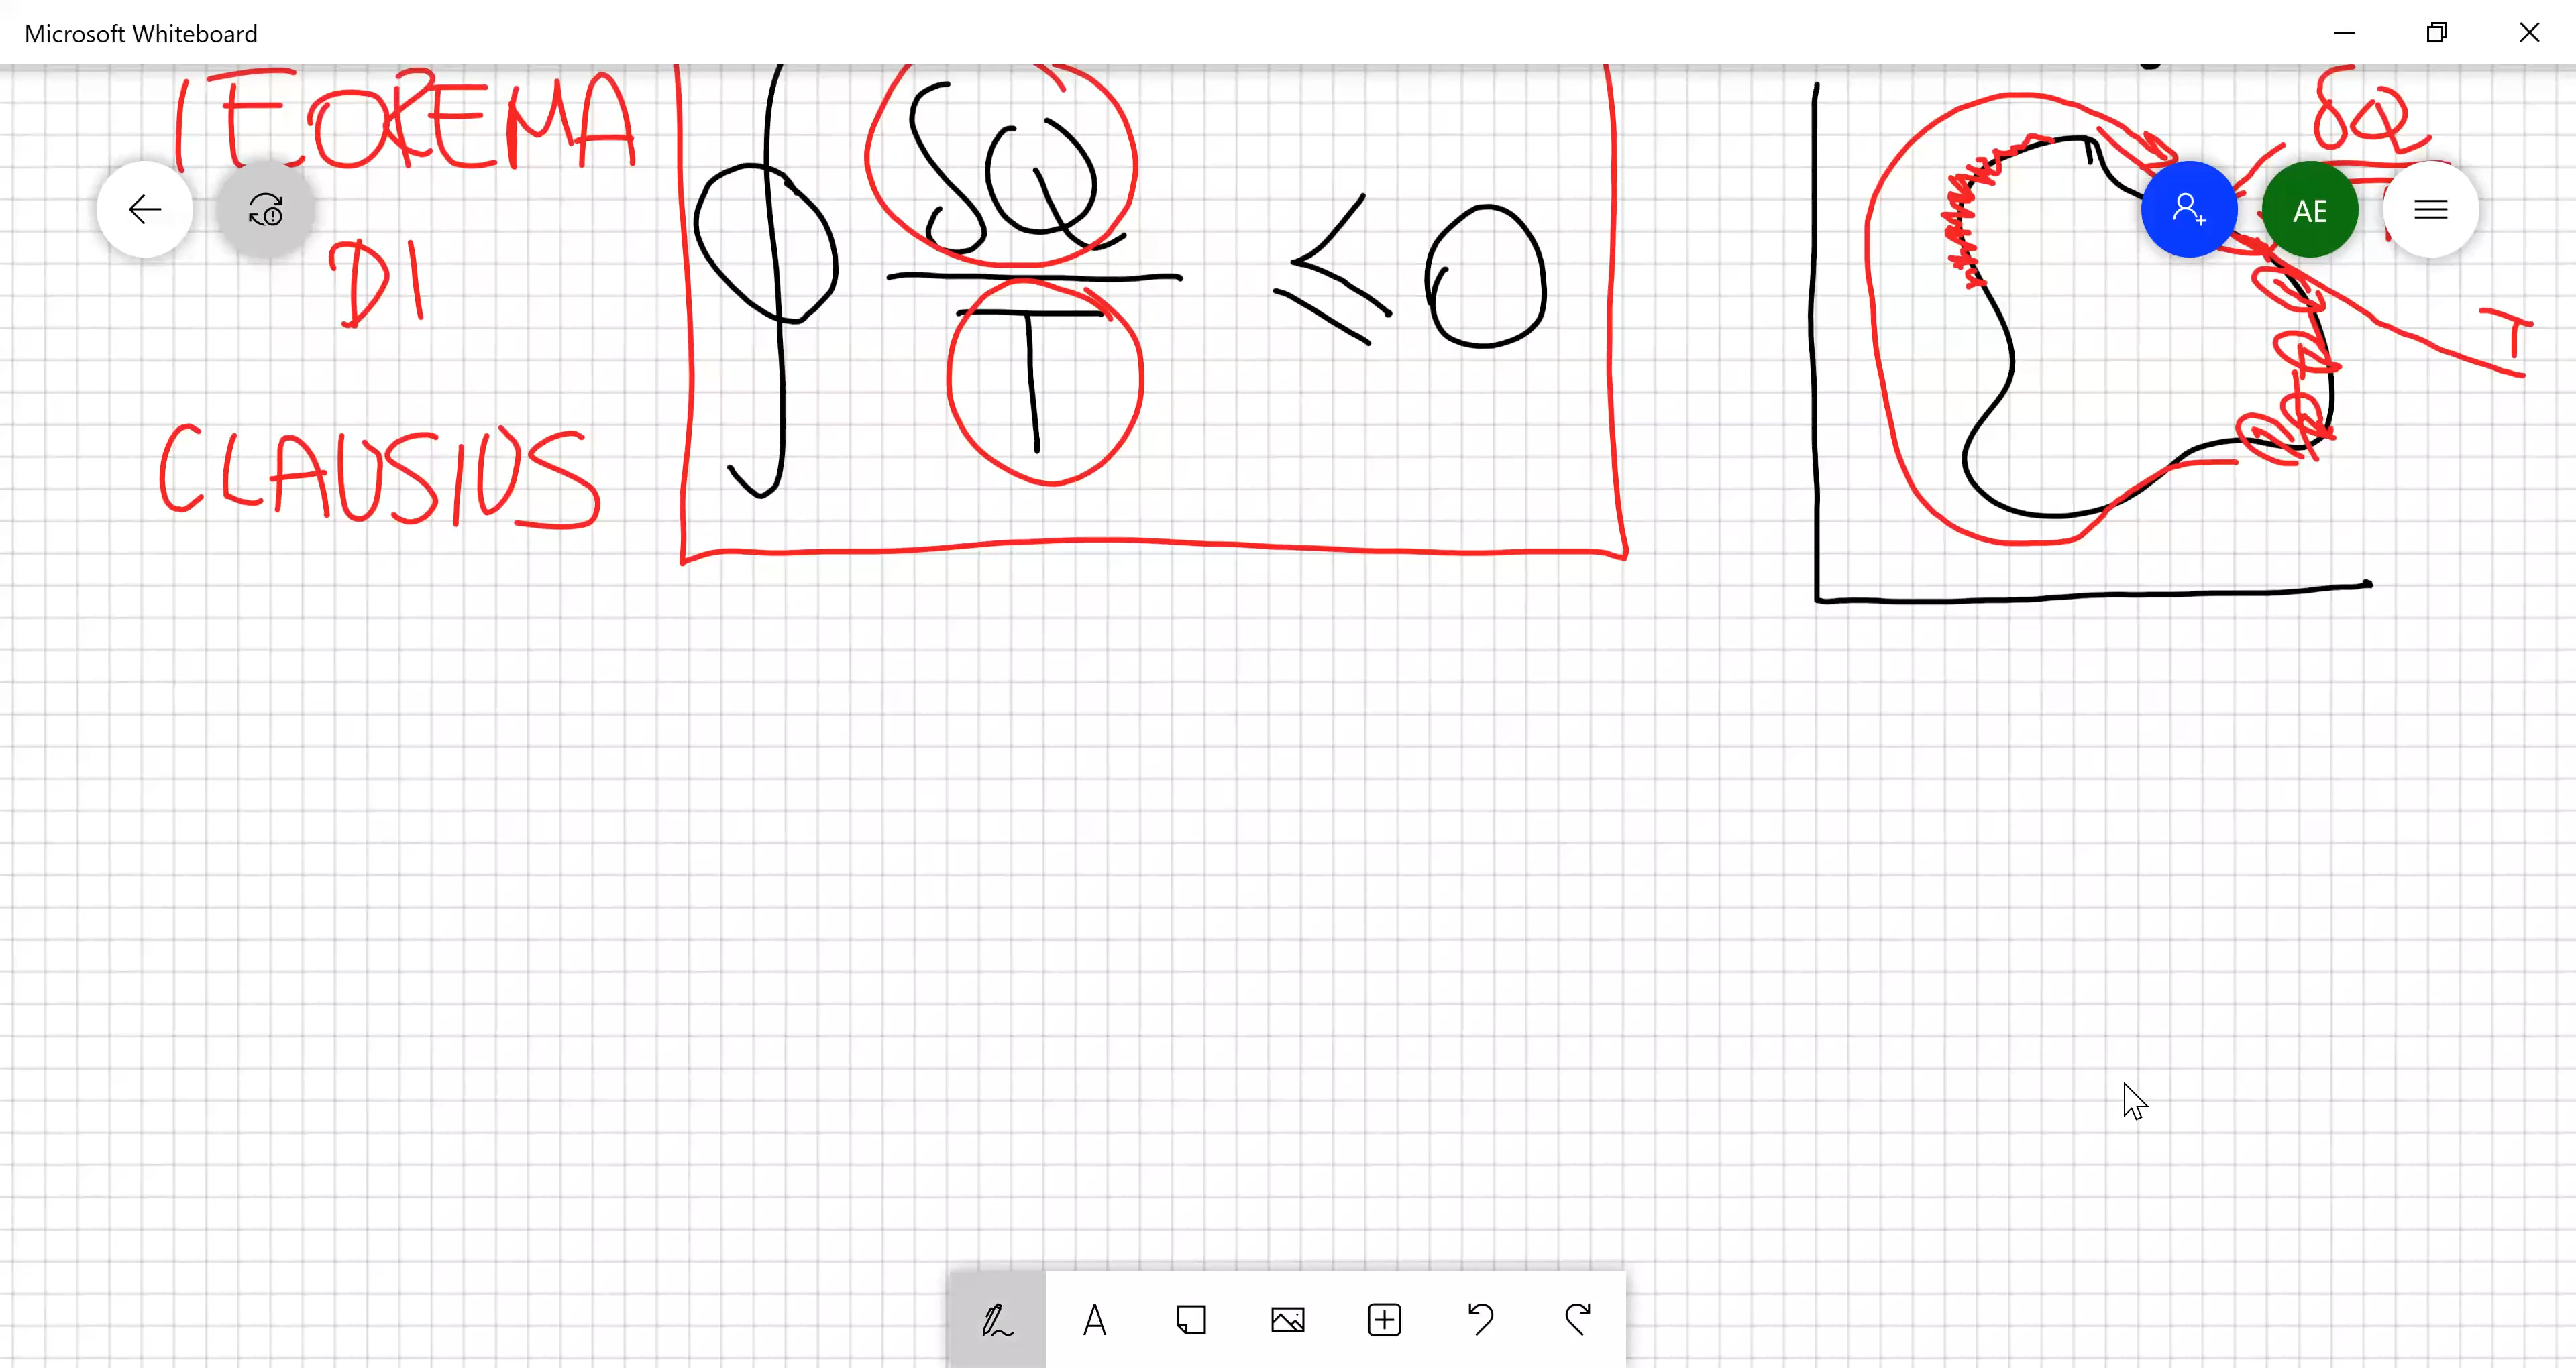 Microsoft Whiteboard
TEOREMA
DI
CLAUSIUS
∮ δQ / T ≤ 0
δQ
T
AE
A